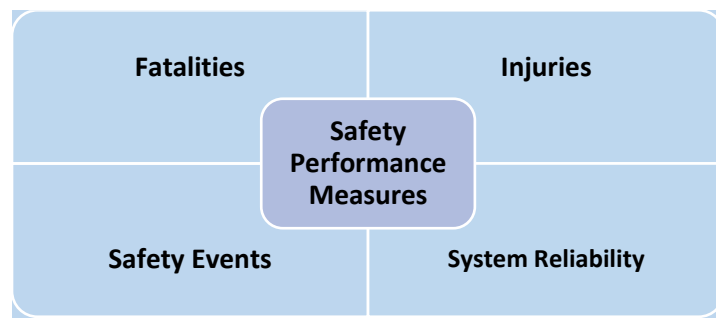 Fatalities
Injuries
Safety
Performance
Measures
Safety Events
System Reliability